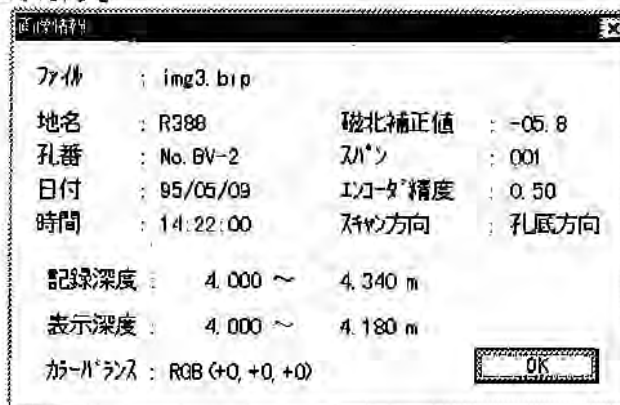 画像情報
ファイル : img3.bip
地名 : R388 磁北補正値 : -05.8
孔番 : No.BV-2 スパン : 001
日付 : 95/05/09 エンコーダ精度 : 0.50
時間 : 14:22:00 スキャン方向 : 孔底方向
記録深度 : 4.000 ～ 4.340 m
表示深度 : 4.000 ～ 4.180 m
カラーバランス : RGB (+0, +0, +0)
OK